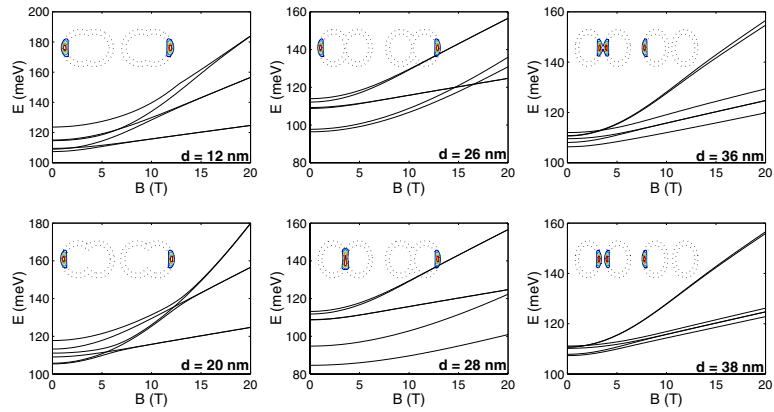 200
180
160
140
120
100
E (meV)
0 5 10 15 20
B (T)
d = 12 nm
160
140
120
100
80
E (meV)
0 5 10 15 20
B (T)
d = 26 nm
160
140
120
100
E (meV)
0 5 10 15 20
B (T)
d = 36 nm
180
160
140
120
100
E (meV)
0 5 10 15 20
B (T)
d = 20 nm
180
160
140
120
100
80
E (meV)
0 5 10 15 20
B (T)
d = 28 nm
160
140
120
100
E (meV)
0 5 10 15 20
B (T)
d = 38 nm